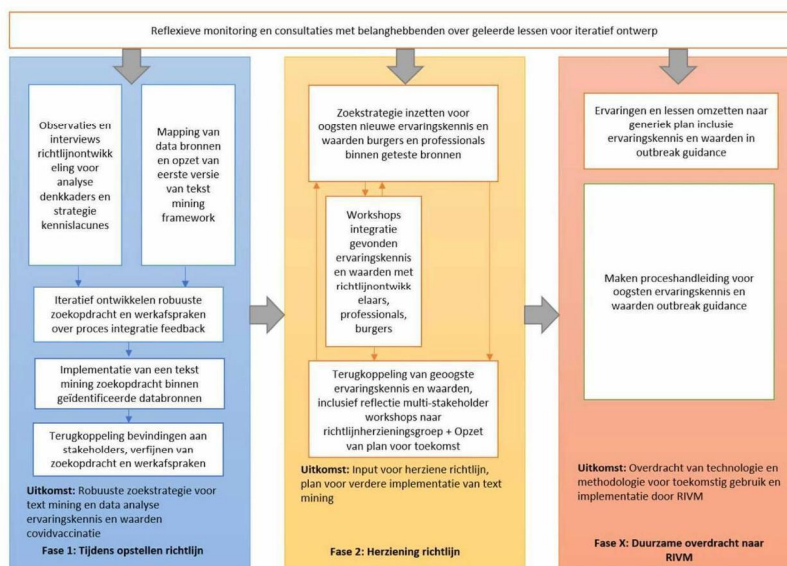 Reflexieve monitoring en consultaties met belanghebbenden over geleerde lessen voor iteratief ontwerp
Observaties en
interviews
richtlijnontwikk
eling voor
analyse
denkkaders en
strategie
kennislacunes
Mapping van
data bronnen
en opzet van
eerste versie
van tekst
mining
framework
Iteratief ontwikkelen robuuste
zoekopdracht en werkafspraken
over proces integratie feedback
Implementatie van een tekst
mining zoekopdracht binnen
geïdentificeerde databronnen
Terugkoppeling bevindingen aan
stakeholders, verfijnen van
zoekopdracht en werkafspraken
Uitkomst: Robuuste zoekstrategie voor
text mining en data analyse
ervaringskennis en waarden
covidvaccinatie
Fase 1: Tijdens opstellen richtlijn
Zoekstrategie inzetten voor
oogsten nieuwe ervaringskennis en
waarden burgers en professionals
binnen geteste bronnen
Workshops
integratie
gevonden
ervaringskennis
en waarden met
richtlijnontwikk
elaars,
professionals,
burgers
Terugkoppeling van geoogste
ervaringskennis en waarden,
inclusief reflectie multi-stakeholder
workshops naar
richtlijnherzieningsgroep + Opzet
van plan voor toekomst
Uitkomst: Input voor herziene richtlijn,
plan voor verdere implementatie van text
mining
Fase 2: Herziening richtlijn
Ervaringen en lessen omzetten naar
generiek plan inclusie
ervaringskennis en waarden in
outbreak guidance
Maken proceshandleiding voor
oogsten ervaringskennis en
waarden outbreak guidance
Uitkomst: Overdracht van technologie en
methodologie voor toekomstig gebruik en
implementatie door RIVM
Fase X: Duurzame overdracht naar
RIVM